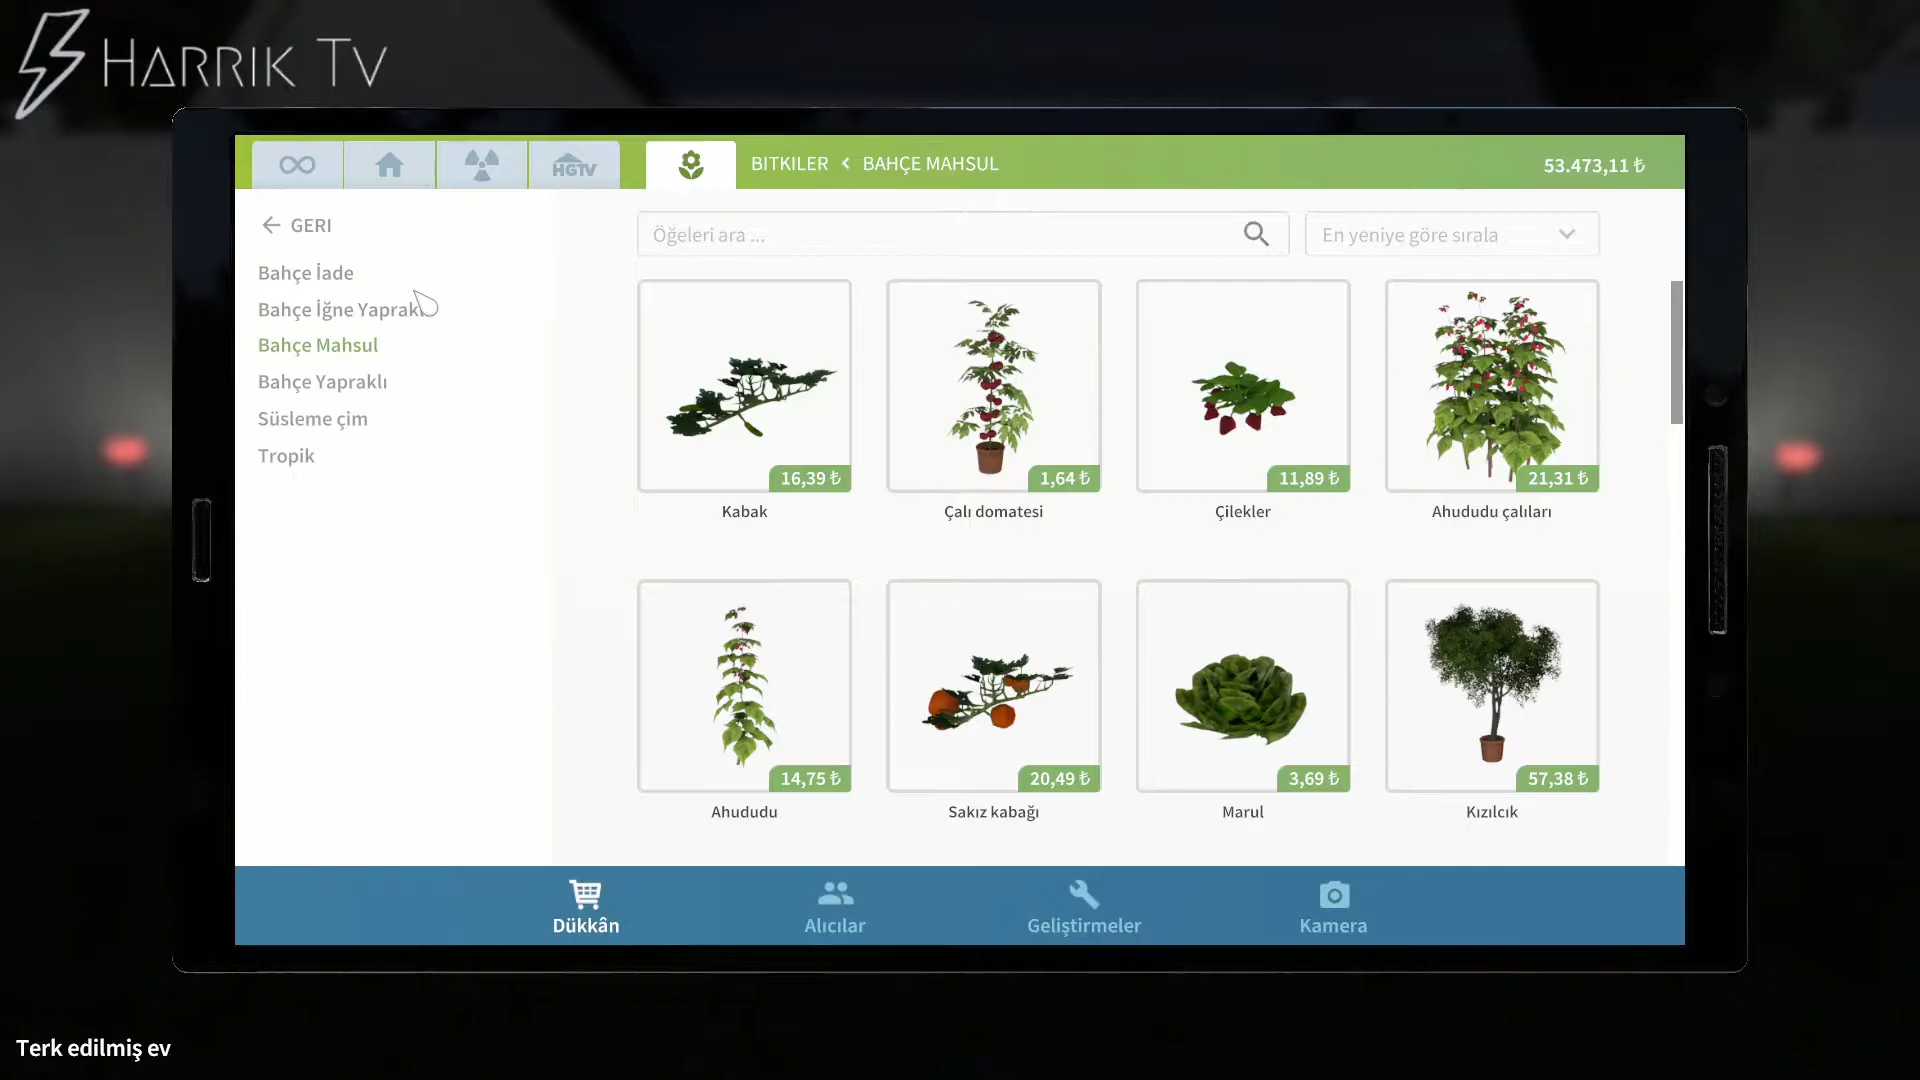 HARRIK TV
HGTV
BITKILER < BAHÇE MAHSUL
53.473,11 ₺
← GERI
Bahçe İade
Bahçe İğne Yapraklı
Bahçe Mahsul
Bahçe Yapraklı
Süsleme çim
Tropik
Öğeleri ara ...
En yeniye göre sırala
16,39 ₺
1,64 ₺
11,89 ₺
21,31 ₺
Kabak
Çalı domatesi
Çilekler
Ahududu çalıları
14,75 ₺
20,49 ₺
3,69 ₺
57,38 ₺
Ahududu
Sakız kabağı
Marul
Kızılcık
Dükkân
Alıcılar
Geliştirmeler
Kamera
Terk edilmiş ev